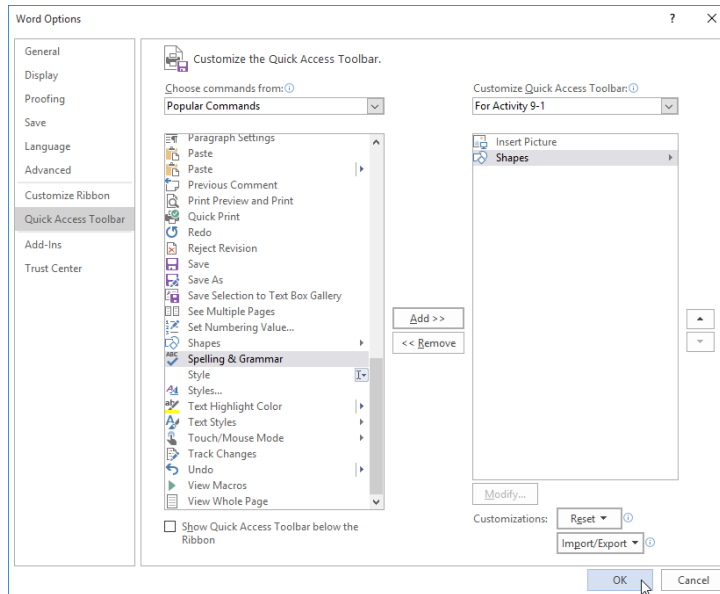 Word Options
?
General
Display
Proofing
Save
Language
Advanced
Customize Ribbon
Quick Access Toolbar
Add-Ins
Trust Center
Customize the Quick Access Toolbar.
Choose commands from:
Popular Commands
Paragraph Settings
Paste
Paste
Previous Comment
Print Preview and Print
Quick Print
Redo
Reject Revision
Save
Save As
Save Selection to Text Box Gallery
See Multiple Pages
Set Numbering Value...
Shapes
ABC
Spelling & Grammar
Style
Styles...
Text Highlight Color
Text Styles
Touch/Mouse Mode
Track Changes
Undo
View Macros
View Whole Page
Show Quick Access Toolbar below the
Ribbon
Add >>
<< Remove
Customize Quick Access Toolbar:
For Activity 9-1
Insert Picture
Shapes
Modify...
Customizations:
Reset
Import/Export
OK
Cancel